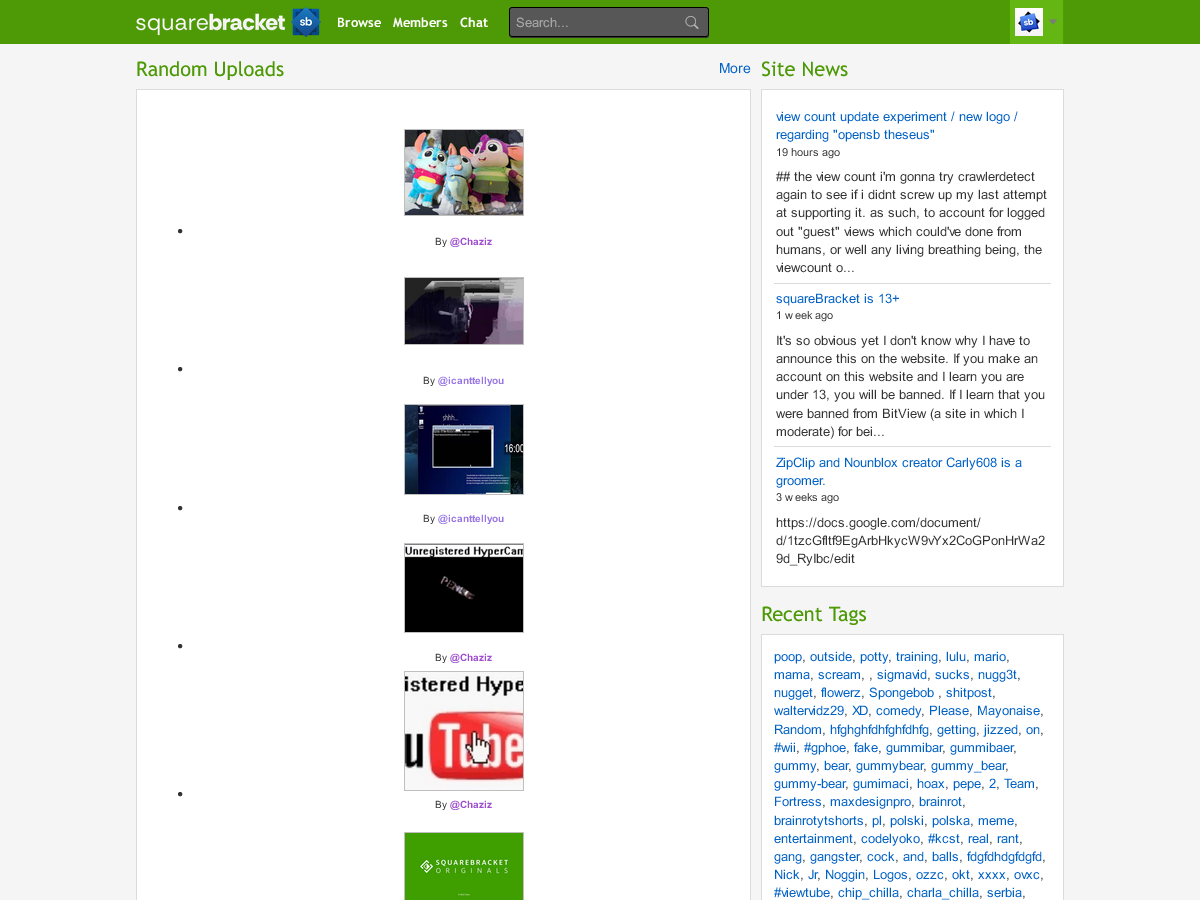 squarebracket sb Browse Members Chat Search... sb
Random Uploads More
By @Chaziz
By @icanttellyou
shhh...
16:00
By @icanttellyou
Unregistered HyperCam
By @Chaziz
istered Hype
u Tube
By @Chaziz
SQUAREBRACKET
ORIGINALS
Site News
view count update experiment / new logo /
regarding "opensb theseus"
19 hours ago
## the view count i'm gonna try crawlerdetect
again to see if i didnt screw up my last attempt
at supporting it. as such, to account for logged
out "guest" views which could've done from
humans, or well any living breathing being, the
viewcount o...
squareBracket is 13+
1 week ago
It's so obvious yet I don't know why I have to
announce this on the website. If you make an
account on this website and I learn you are
under 13, you will be banned. If I learn that you
were banned from BitView (a site in which I
moderate) for bei...
ZipClip and Nounblox creator Carly608 is a
groomer.
3 weeks ago
https://docs.google.com/document/
d/1tzcGfltf9EgArbHkycW9vYx2CoGPonHrWa2
9d_RyIbc/edit
Recent Tags
poop, outside, potty, training, lulu, mario,
mama, scream, , sigmavid, sucks, nugg3t,
nugget, flowerz, Spongebob , shitpost,
waltervidz29, XD, comedy, Please, Mayonaise,
Random, hfghghfdhfghfdhfg, getting, jizzed, on,
#wii, #gphoe, fake, gummibar, gummibaer,
gummy, bear, gummybear, gummy_bear,
gummy-bear, gumimaci, hoax, pepe, 2, Team,
Fortress, maxdesignpro, brainrot,
brainrotytshorts, pl, polski, polska, meme,
entertainment, codelyoko, #kcst, real, rant,
gang, gangster, cock, and, balls, fdgfdhdgfdgfd,
Nick, Jr, Noggin, Logos, ozzc, okt, xxxx, ovxc,
#viewtube, chip_chilla, charla_chilla, serbia,